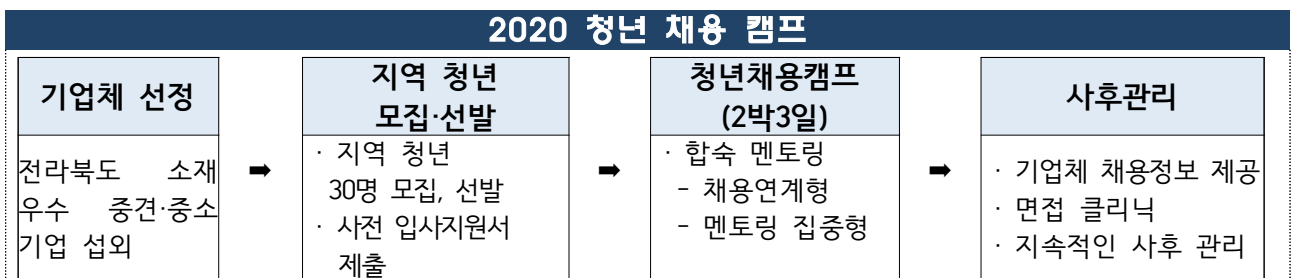 2020 청년 채용 캠프
기업체 선정
전라북도 소재
우수 중견·중소
기업 섭외
➡
지역 청년
모집·선발
· 지역 청년
30명 모집, 선발
· 사전 입사지원서
제출
➡
청년채용캠프
(2박3일)
· 합숙 멘토링
- 채용연계형
- 멘토링 집중형
➡
사후관리
· 기업체 채용정보 제공
· 면접 클리닉
· 지속적인 사후 관리